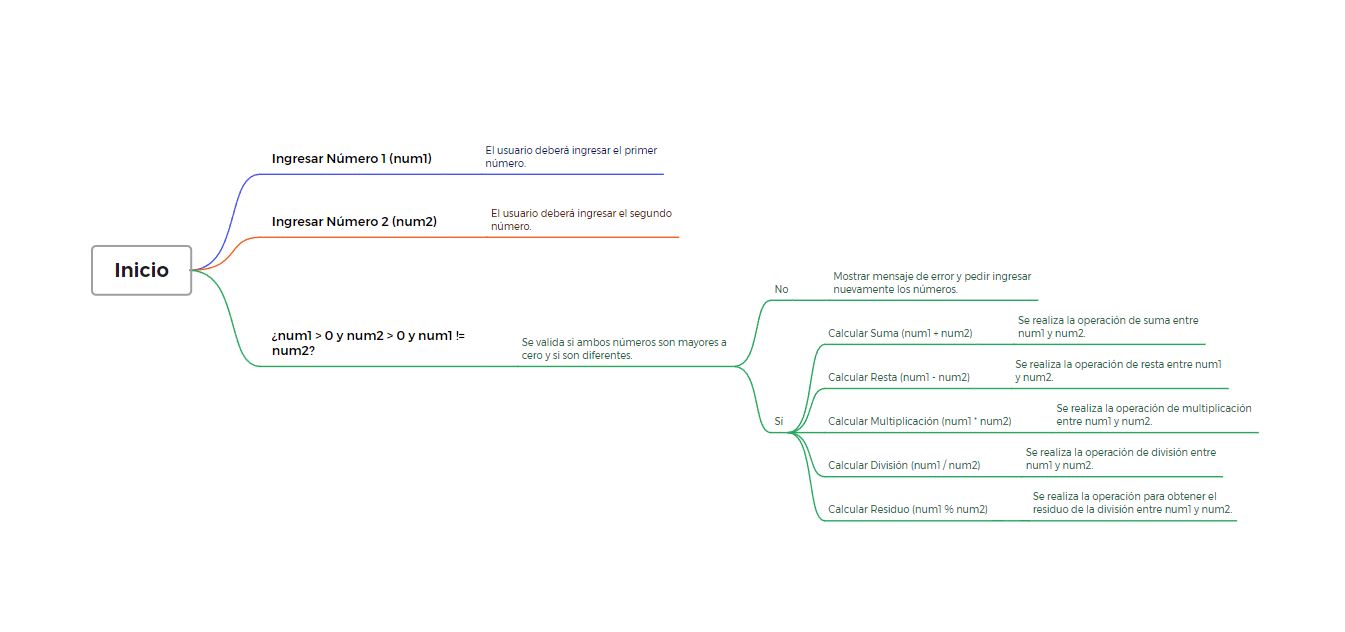 Inicio
Ingresar Número 1 (num1)
El usuario deberá ingresar el primer
número.
Ingresar Número 2 (num2)
El usuario deberá ingresar el segundo
número.
¿num1 > 0 y num2 > 0 y num1 !=
num2?
Se valida si ambos números son mayores a
cero y si son diferentes.
No
Mostrar mensaje de error y pedir ingresar
nuevamente los números.
Sí
Calcular Suma (num1 + num2)
Se realiza la operación de suma entre
num1 y num2.
Calcular Resta (num1 - num2)
Se realiza la operación de resta entre num1
y num2.
Calcular Multiplicación (num1 * num2)
Se realiza la operación de multiplicación
entre num1 y num2.
Calcular División (num1 / num2)
Se realiza la operación de división entre
num1 y num2.
Calcular Residuo (num1 % num2)
Se realiza la operación para obtener el
residuo de la división entre num1 y num2.